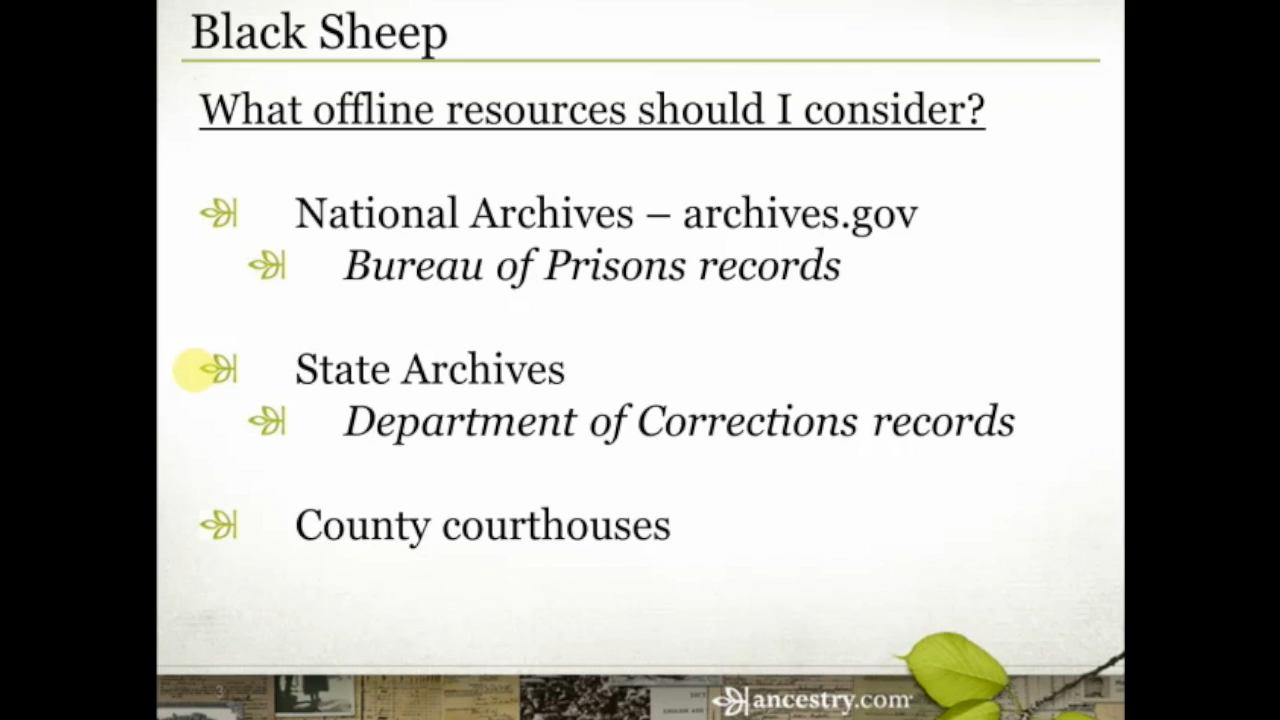 Black Sheep
What offline resources should I consider?
National Archives – archives.gov
Bureau of Prisons records
State Archives
Department of Corrections records
County courthouses
ancestry.com